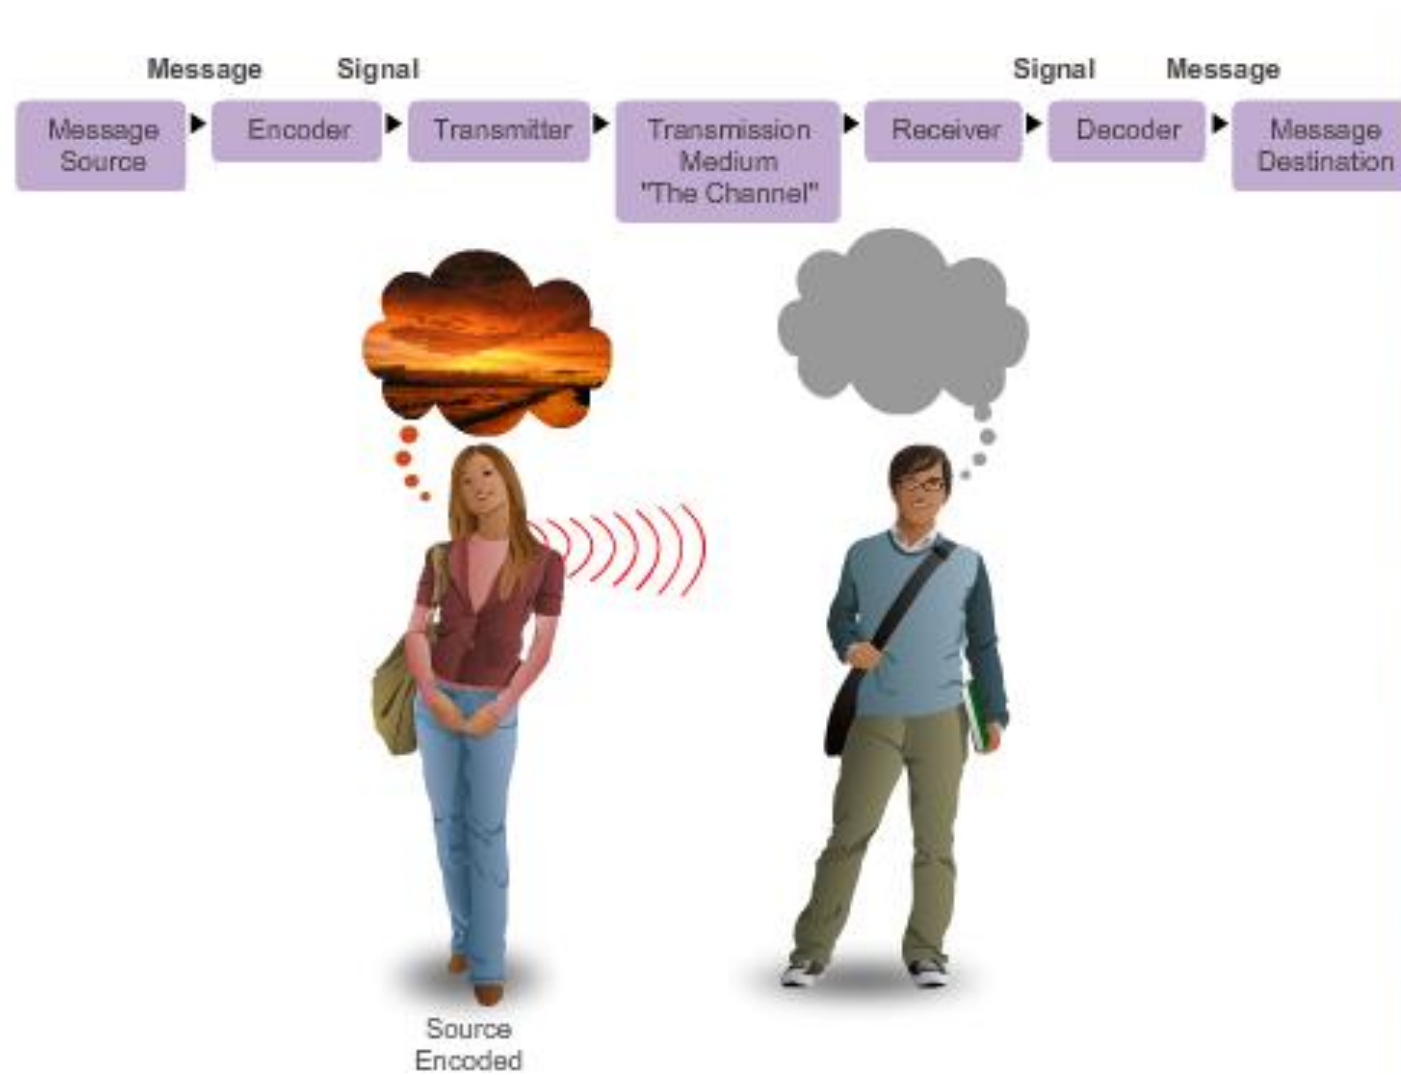 Message Signal Signal Message
Message Source
Encoder
Transmitter
Transmission Medium "The Channel"
Receiver
Decoder
Message Destination
Source
Encoded